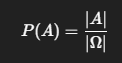 P(A) = |A| / |Ω|